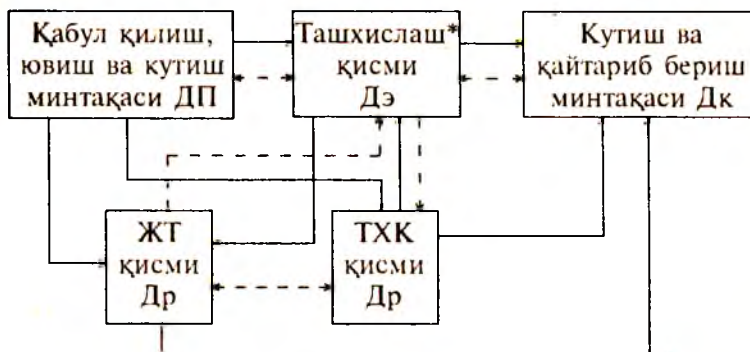 Қабул қилиш,
ювиш ва кутиш
минтақаси ДП
Ташхислаш*
қисми
Дэ
Кутиш ва
қайтариб бериш
минтақаси Дк
ЖТ
қисми
Др
ТХК
қисми
Др